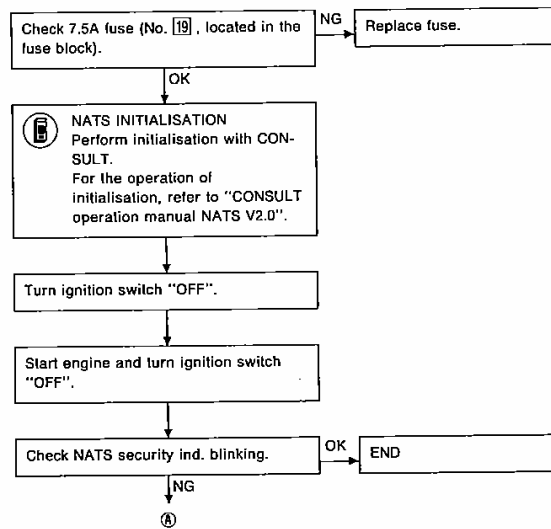 Check 7.5A fuse (No. 19, located in the
fuse block).
NG
Replace fuse.
OK
NATS INITIALISATION
Perform initialisation with CON-
SULT.
For the operation of
initialisation, refer to "CONSULT
operation manual NATS V2.0".
Turn ignition switch "OFF".
Start engine and turn ignition switch
"OFF".
Check NATS security ind. blinking.
OK
END
NG
A